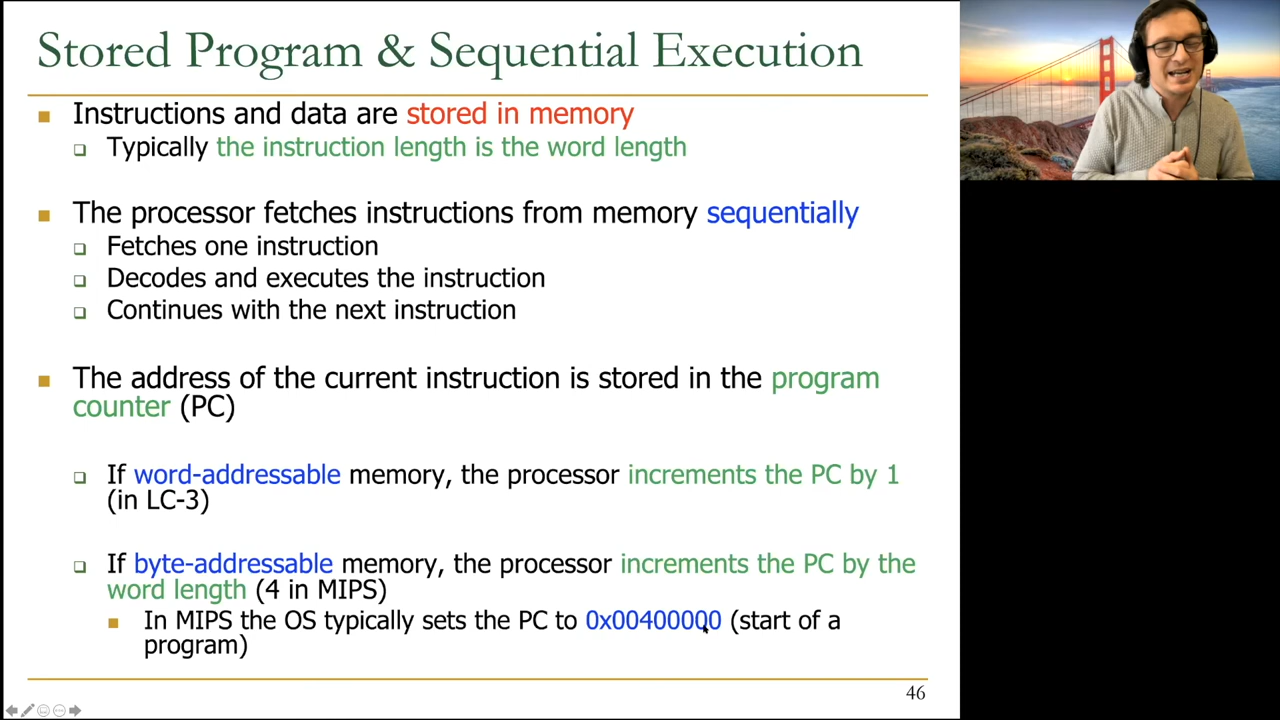 Stored Program & Sequential Execution
Instructions and data are stored in memory
Typically the instruction length is the word length
The processor fetches instructions from memory sequentially
Fetches one instruction
Decodes and executes the instruction
Continues with the next instruction
The address of the current instruction is stored in the program
counter (PC)
If word-addressable memory, the processor increments the PC by 1
(in LC-3)
If byte-addressable memory, the processor increments the PC by the
word length (4 in MIPS)
In MIPS the OS typically sets the PC to 0x00400000 (start of a
program)
46